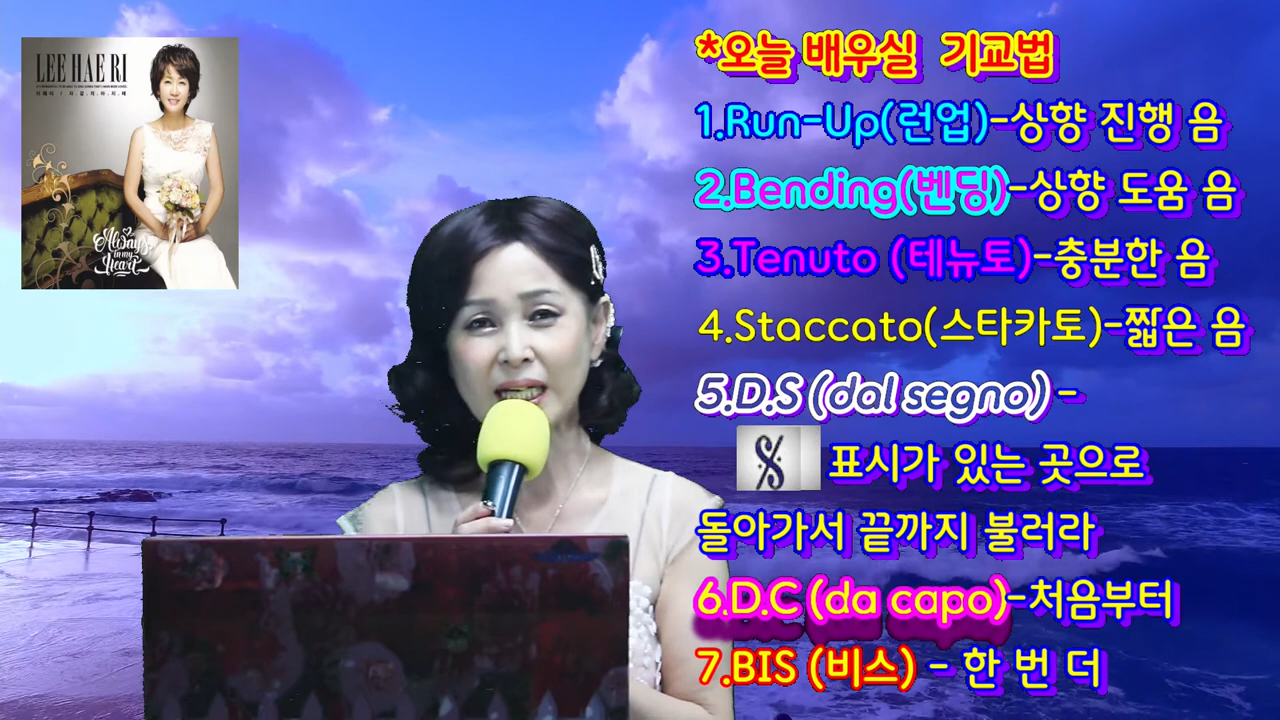 LEE HAE RI
Always
in my
Heart
*오늘 배우실 기교법
1.Run-Up(런업)-상향 진행 음
2.Bending(벤딩)-상향 도움 음
3.Tenuto (테뉴토)-충분한 음
4.Staccato(스타카토)-짧은 음
5.D.S (dal segno) -
표시가 있는 곳으로
돌아가서 끝까지 불러라
6.D.C (da capo)-처음부터
7.BIS (비스) - 한 번 더